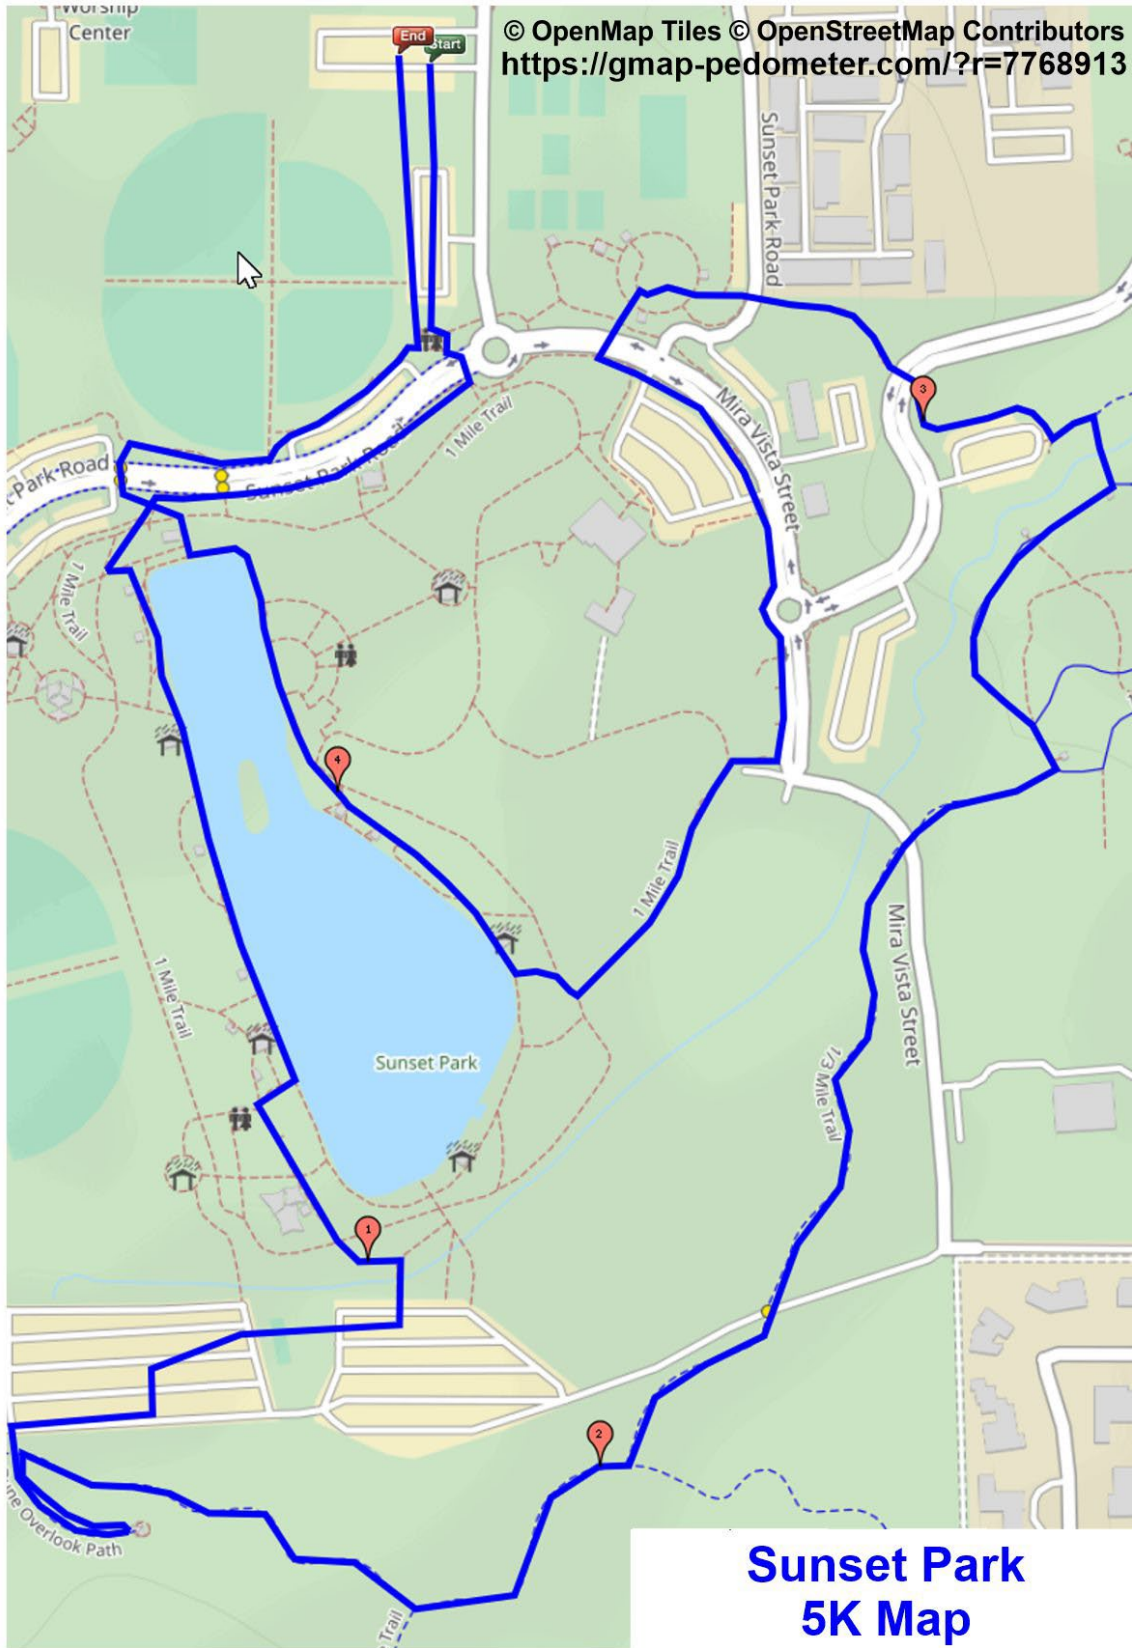 Worship
Center
End
Start
© OpenMap Tiles © OpenStreetMap Contributors
https://gmap-pedometer.com/?r=7768913
Sunset Park Road
3
1 Mile Trail
Mira Vista Street
Park Road
Sunset Park Road
1 Mile Trail
4
1 Mile Trail
Mira Vista Street
1 Mile Trail
Sunset Park
1/3 Mile Trail
1
2
Overlook Path
Trail
Sunset Park
5K Map